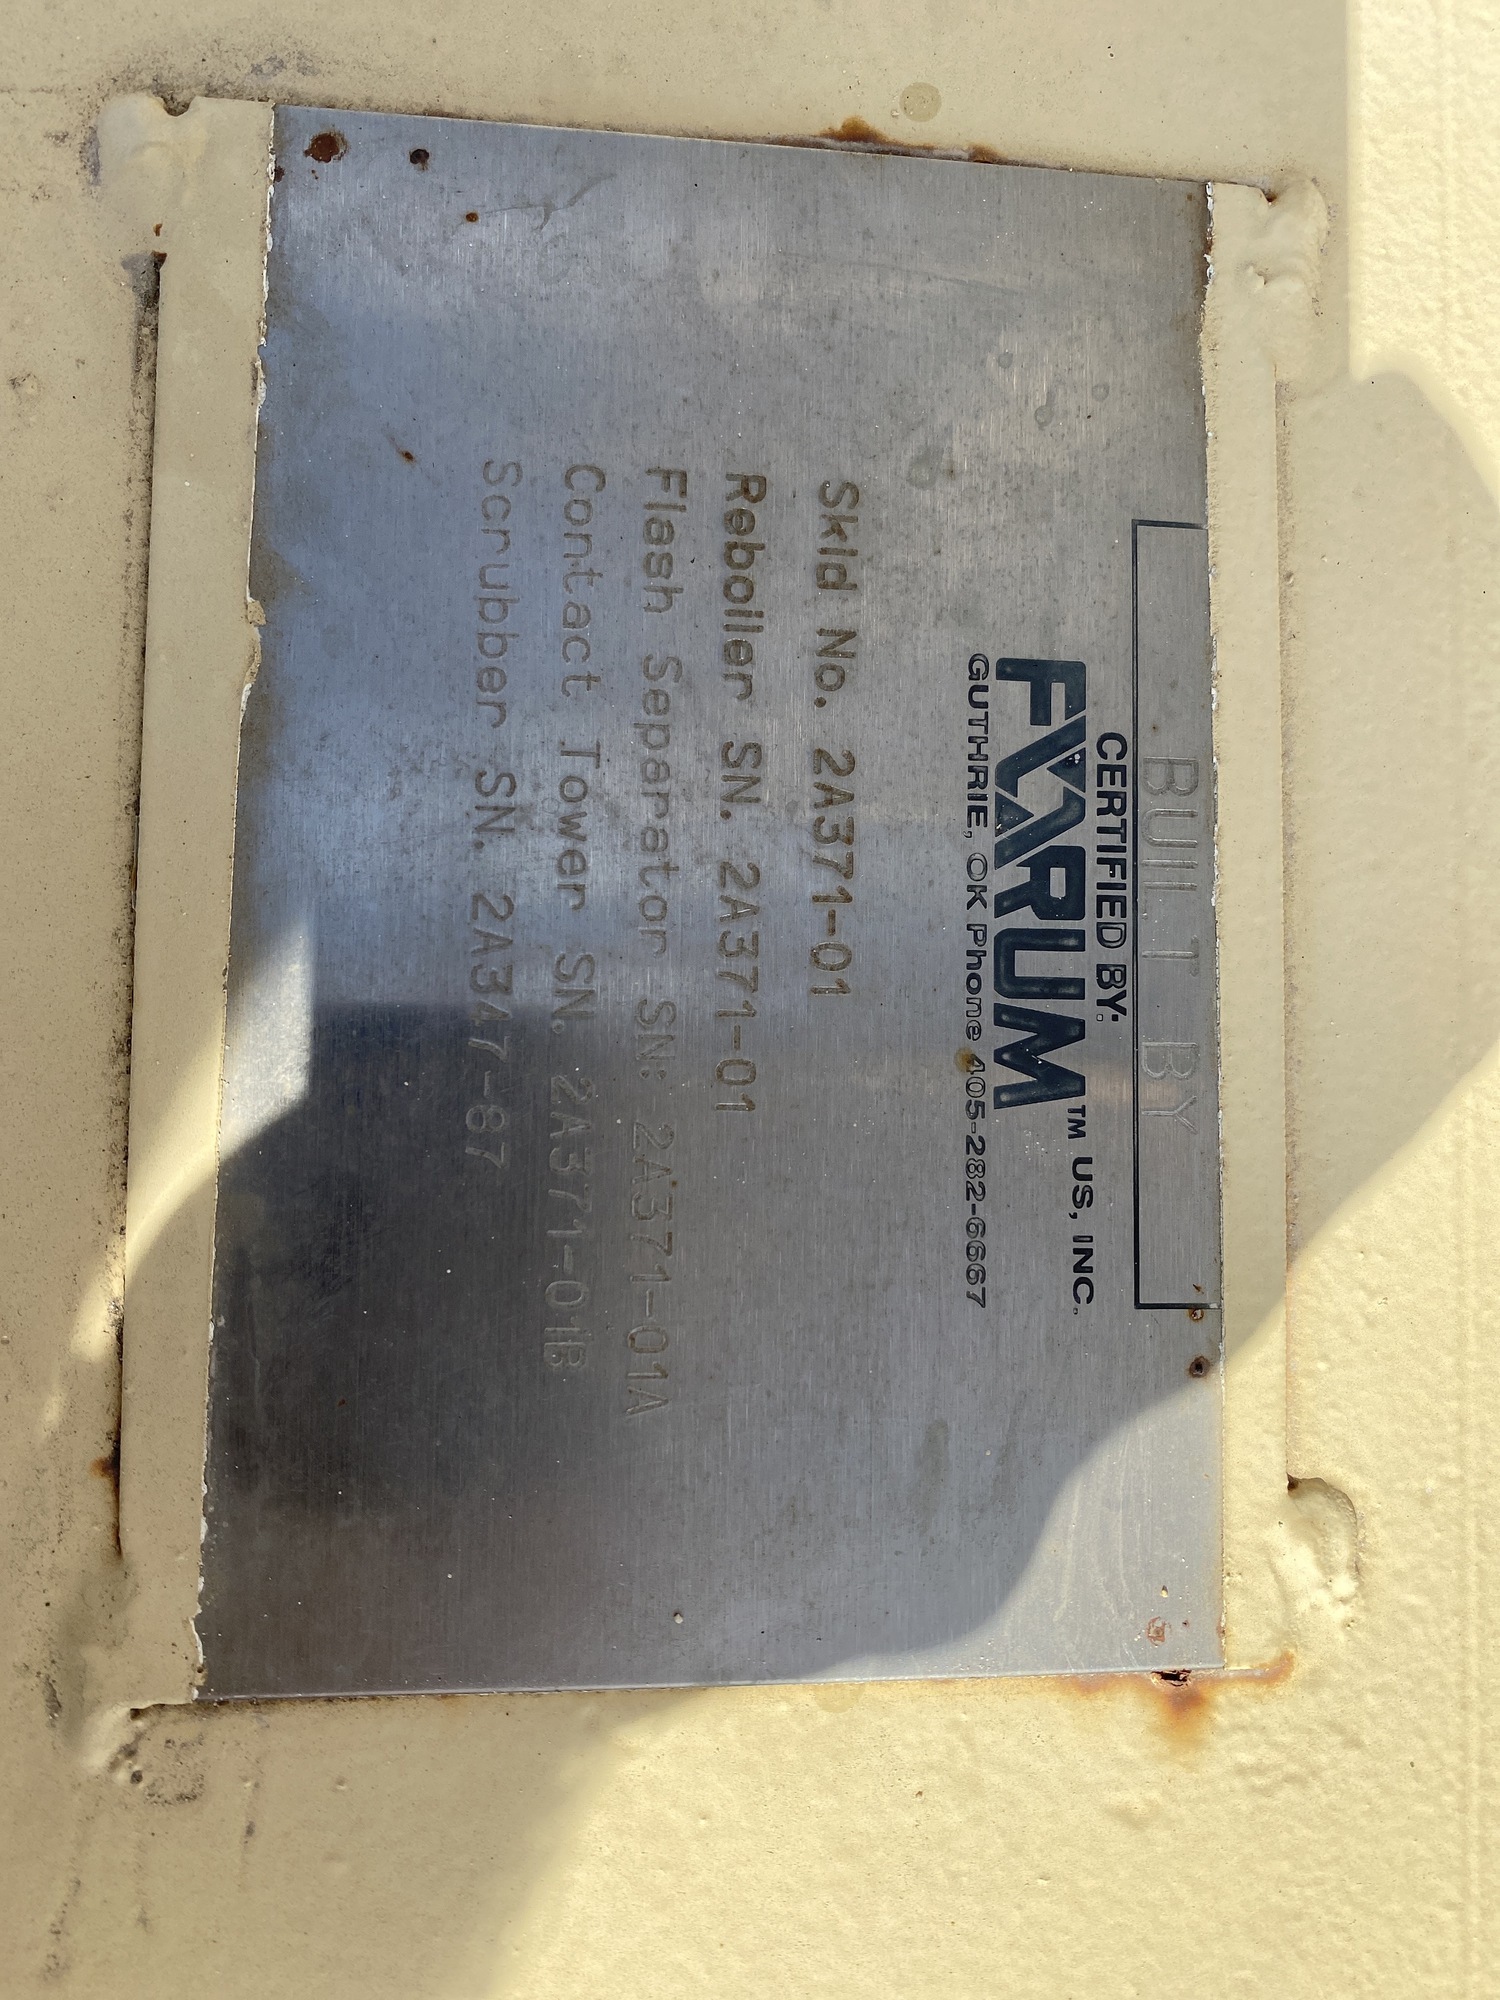 BUILT BY
CERTIFIED BY:
FXARUM™ US, INC.
GUTHRIE, OK Phone 405-282-6667
Skid No. 2A371-01
Reboiler SN. 2A371-01
Flash Separator SN: 2A371-01A
Contact Tower SN. 2A371-01B
Scrubber SN. 2A347-87